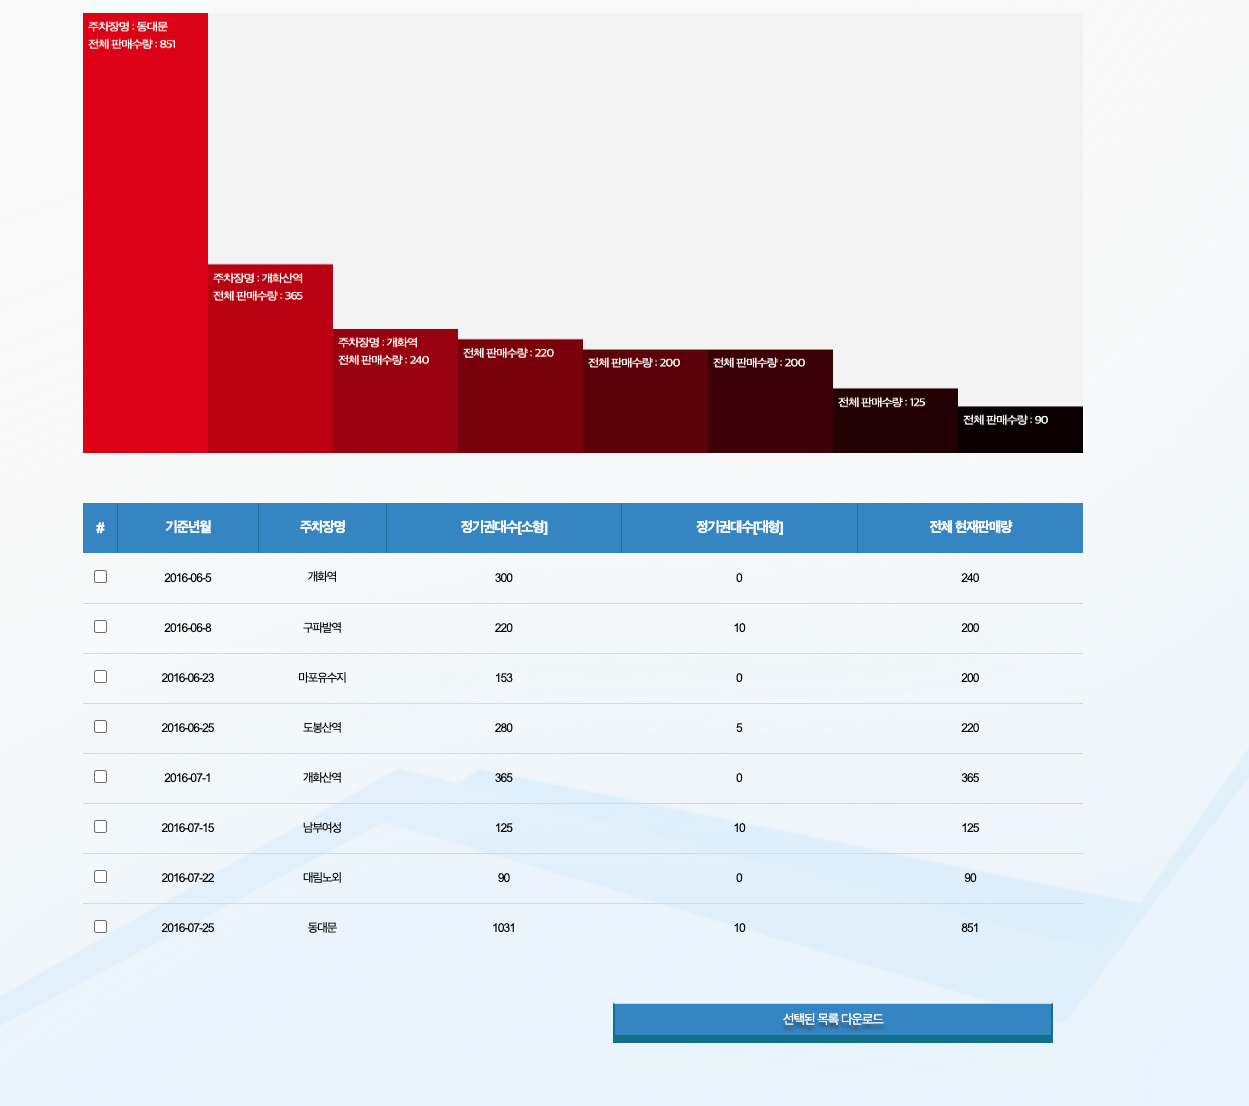 주차장명 : 동대문
전체 판매수량 : 851
주차장명 : 개화산역
전체 판매수량 : 365
주차장명 : 개화역
전체 판매수량 : 240
전체 판매수량 : 220
전체 판매수량 : 200
전체 판매수량 : 200
전체 판매수량 : 125
전체 판매수량 : 90
# 기준년월 주차장명 정기권대수[소형] 정기권대수[대형] 전체 현재판매량
2016-06-5 개화역 300 0 240
2016-06-8 구파발역 220 10 200
2016-06-23 마포유수지 153 0 200
2016-06-25 도봉산역 280 5 220
2016-07-1 개화산역 365 0 365
2016-07-15 남부여성 125 10 125
2016-07-22 대림노외 90 0 90
2016-07-25 동대문 1031 10 851
선택된 목록 다운로드